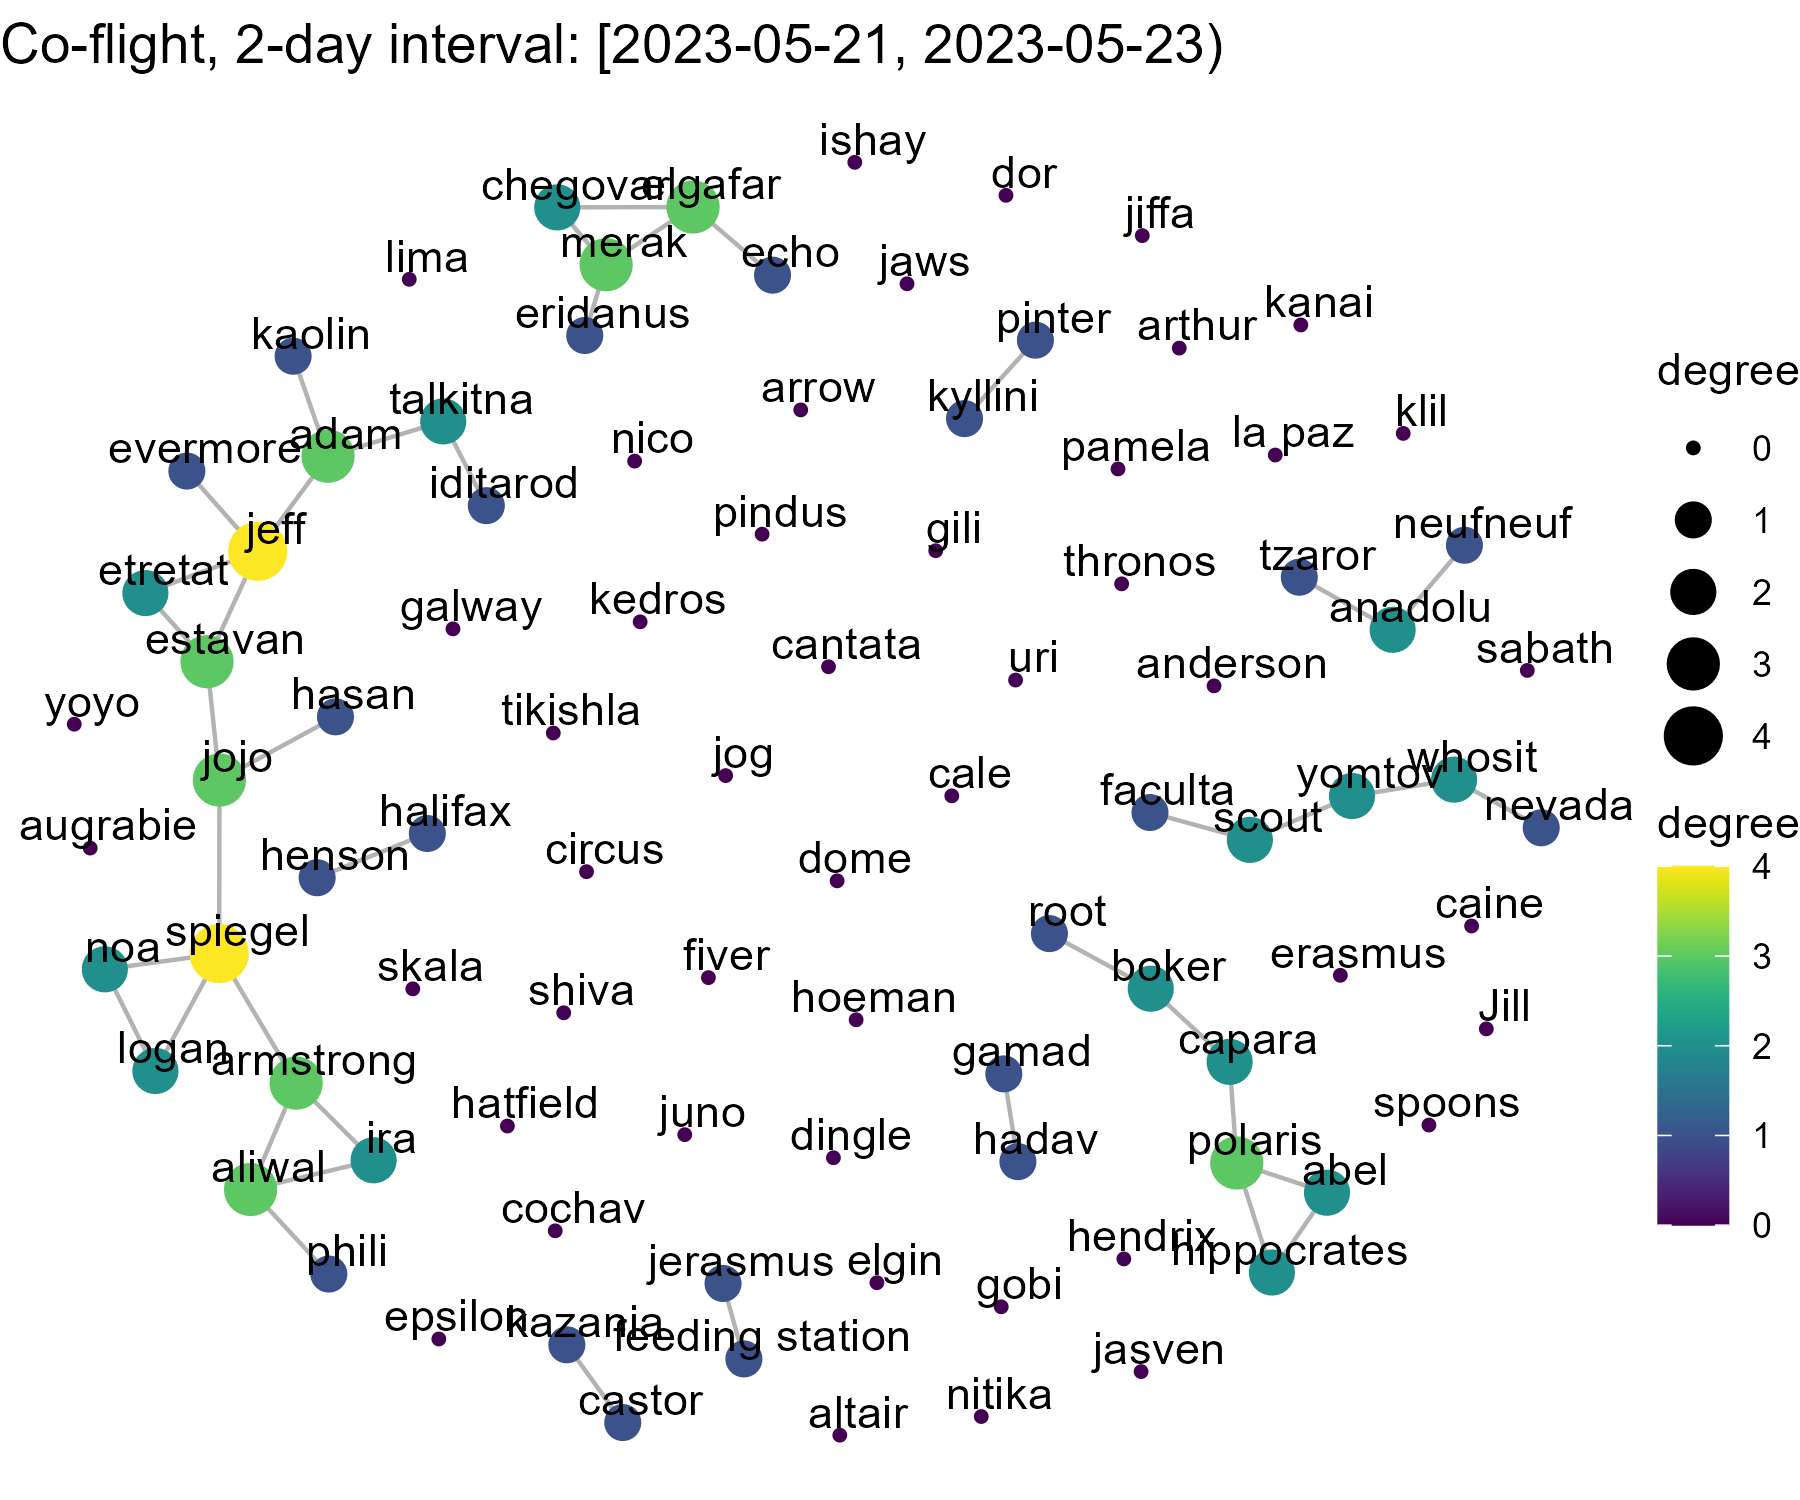 Co-flight, 2-day interval: [2023-05-21, 2023-05-23)
ishay
dor
chegovar
elgafar
jiffa
merak
echo
lima
jaws
kanai
eridanus
pinter
arthur
kaolin
degree
arrow
kyllini
talkitna
klil
adam
nico
la paz
pamela
evermore
0
iditarod
pindus
gili
neufneuf
1
jeff
thronos
tzaror
etretat
2
galway
kedros
anadolu
estavan
cantata
uri
anderson
sabath
3
hasan
yoyo
tikishla
4
jojo
jog
cale
faculta
yomtov
whosit
nevada
augrabie
halifax
scout
degree
henson
circus
dome
4
root
caine
spiegel
noa
fiver
erasmus
3
skala
boker
shiva
hoeman
Jill
logan
armstrong
gamad
capara
2
hatfield
juno
spoons
ira
dingle
hadav
polaris
1
aliwal
abel
cochav
hendrix
0
phili
jerasmus
elgin
hippocrates
gobi
epsilon
kazania
feeding station
jasven
castor
altair
nitika